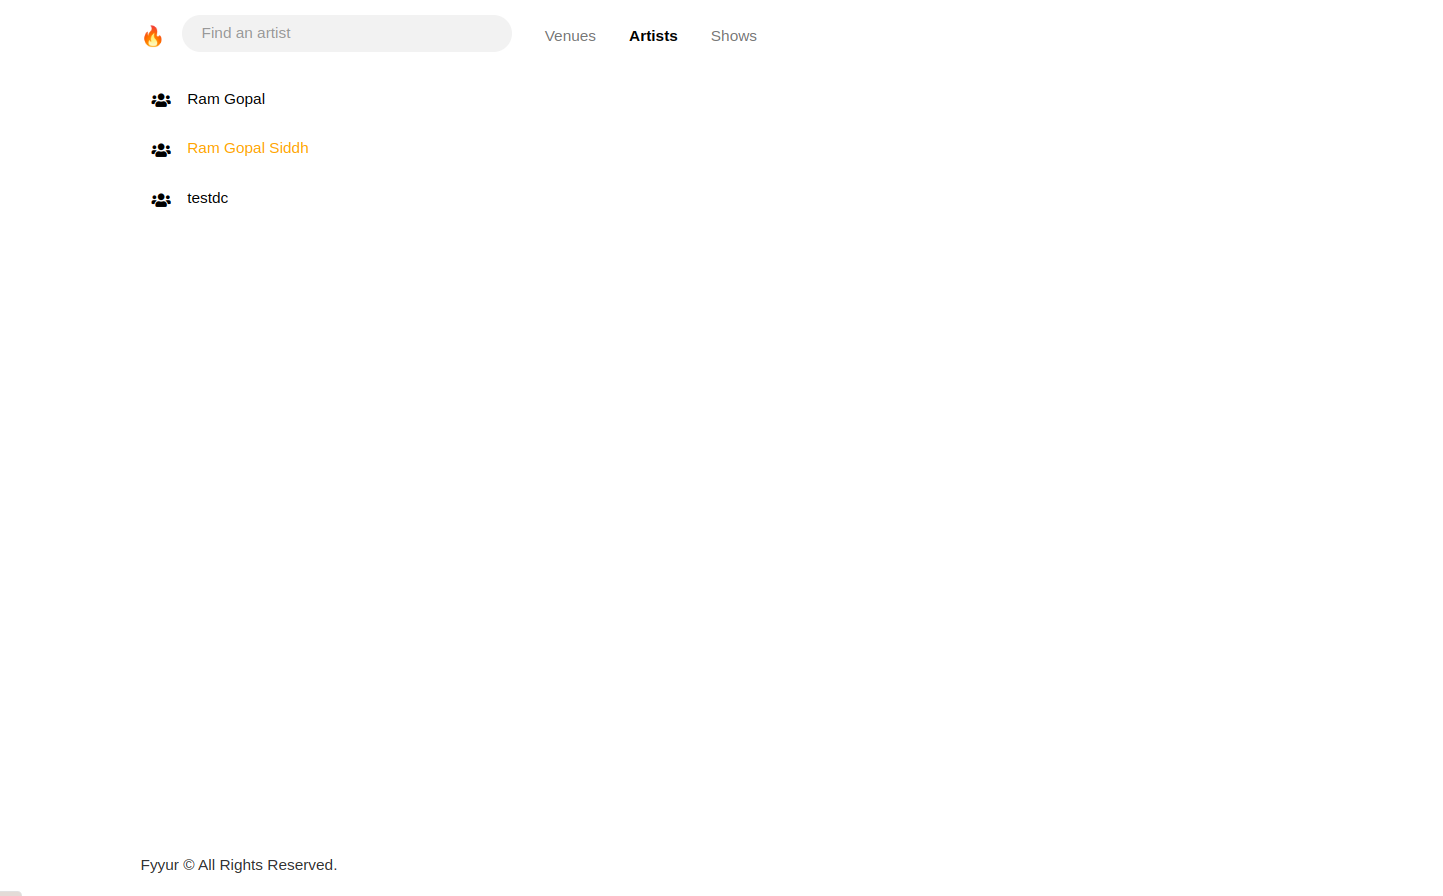 Find an artist Venues Artists Shows
Ram Gopal
Ram Gopal Siddh
testdc
Fyyur © All Rights Reserved.